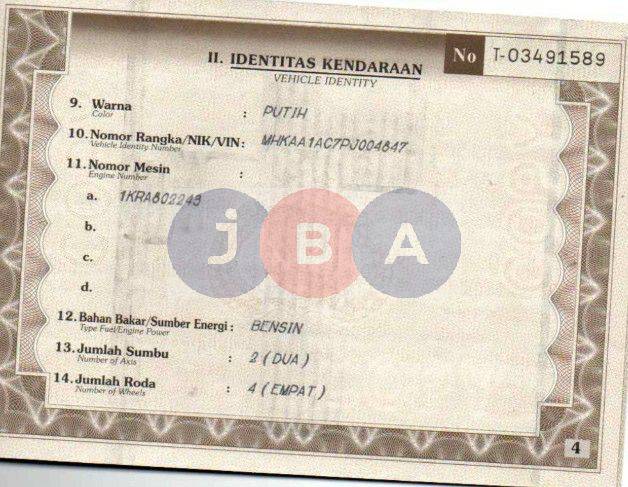 II. IDENTITAS KENDARAAN
VEHICLE IDENTITY
No T-03491589
9. Warna : PUTIH
Color
10. Nomor Rangka/NIK/VIN : MHKAA1AC7PJ004847
Vehicle Identity Number
11. Nomor Mesin :
Engine Number
a. 1KRA802243
b.
c.
d.
JBA
12. Bahan Bakar/Sumber Energi : BENSIN
Type Fuel/Engine Power
13. Jumlah Sumbu : 2 ( DUA )
Number of Axis
14. Jumlah Roda : 4 ( EMPAT )
Number of Wheels
4